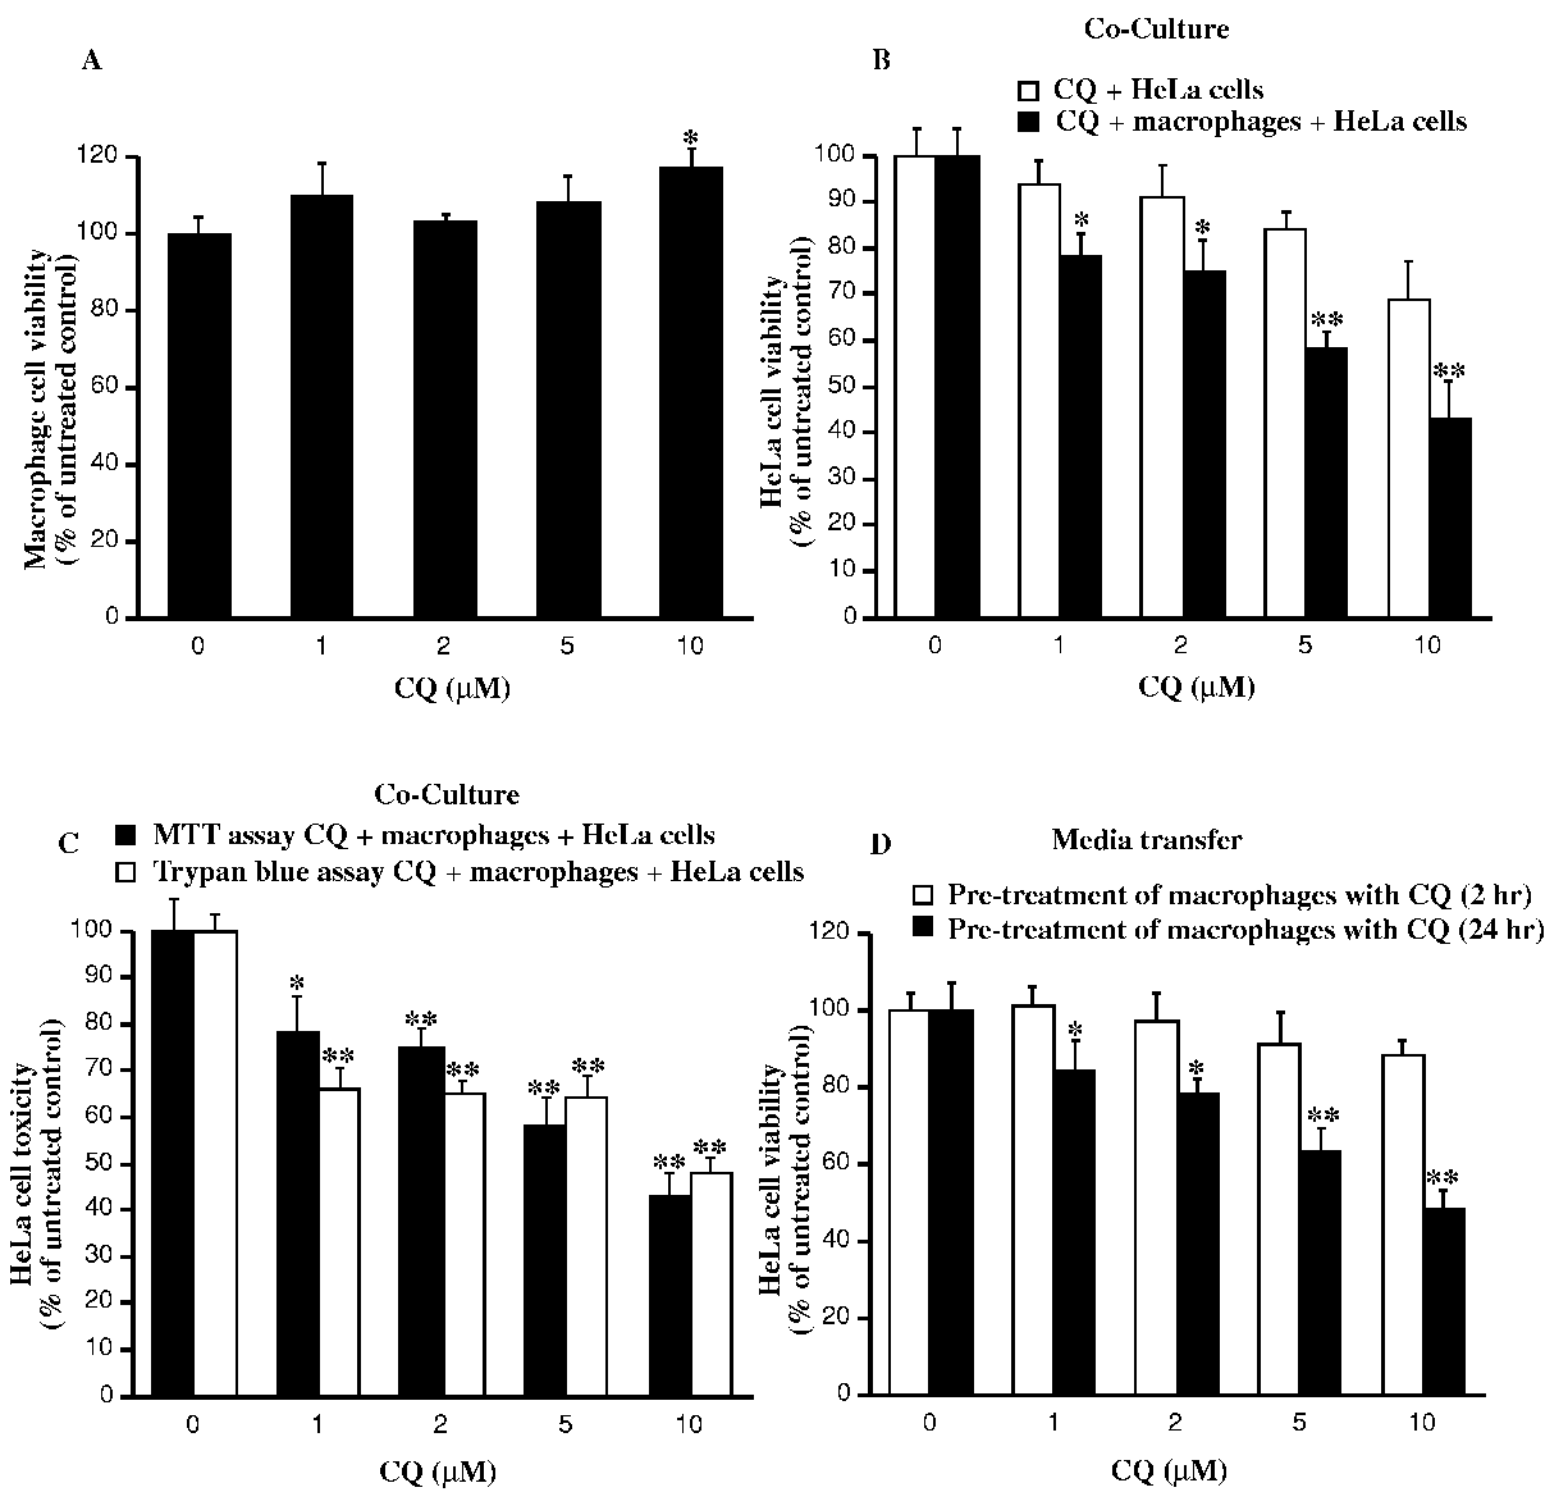 A
Macrophage cell viability
(% of untreated control)
120
100
80
60
40
20
0
*
0 1 2 5 10
CQ (μM)
Co-Culture
B
CQ + HeLa cells
CQ + macrophages + HeLa cells
HeLa cell viability
(% of untreated control)
100
90
80
70
60
50
40
30
20
10
0
* * ** **
0 1 2 5 10
CQ (μM)
Co-Culture
C
MTT assay CQ + macrophages + HeLa cells
Trypan blue assay CQ + macrophages + HeLa cells
HeLa cell toxicity
(% of untreated control)
100
90
80
70
60
50
40
30
20
10
0
* ** ** ** ** ** ** **
0 1 2 5 10
CQ (μM)
D
Media transfer
Pre-treatment of macrophages with CQ (2 hr)
Pre-treatment of macrophages with CQ (24 hr)
HeLa cell viability
(% of untreated control)
120
100
80
60
40
20
0
* * ** **
0 1 2 5 10
CQ (μM)